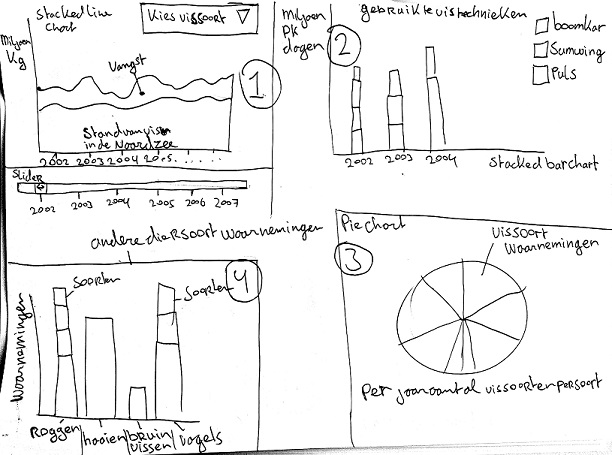 Stacked Line
Chart
Kies vissoort
Miljoen
Kg
Vangst
1
Stand van vis
in de Noordzee
2002 2003 2004 2005......
Slider
2002 2003 2004 2005 2006 2007
Miljoen
PK
dagen
gebruikte vistechnieken
2
boomkor
Sumwing
Puls
2002 2003 2004
Stacked barchart
andere diersoort waarnemingen
4
Waarnemingen
Soorten
Soorten
Roggen
haaien
bruin
vissen
vogels
Pie chart
3
vissoort
waarnemingen
Per jaar aantal vissoorten per soort